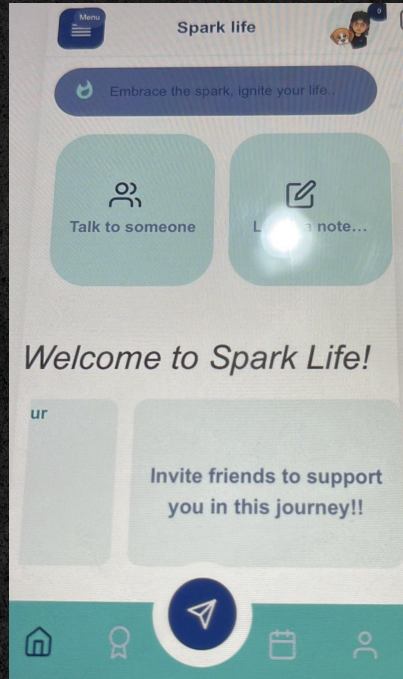 Menu
Spark life
0
Embrace the spark, ignite your life..
Talk to someone
note...
Welcome to Spark Life!
ur
Invite friends to support
you in this journey!!